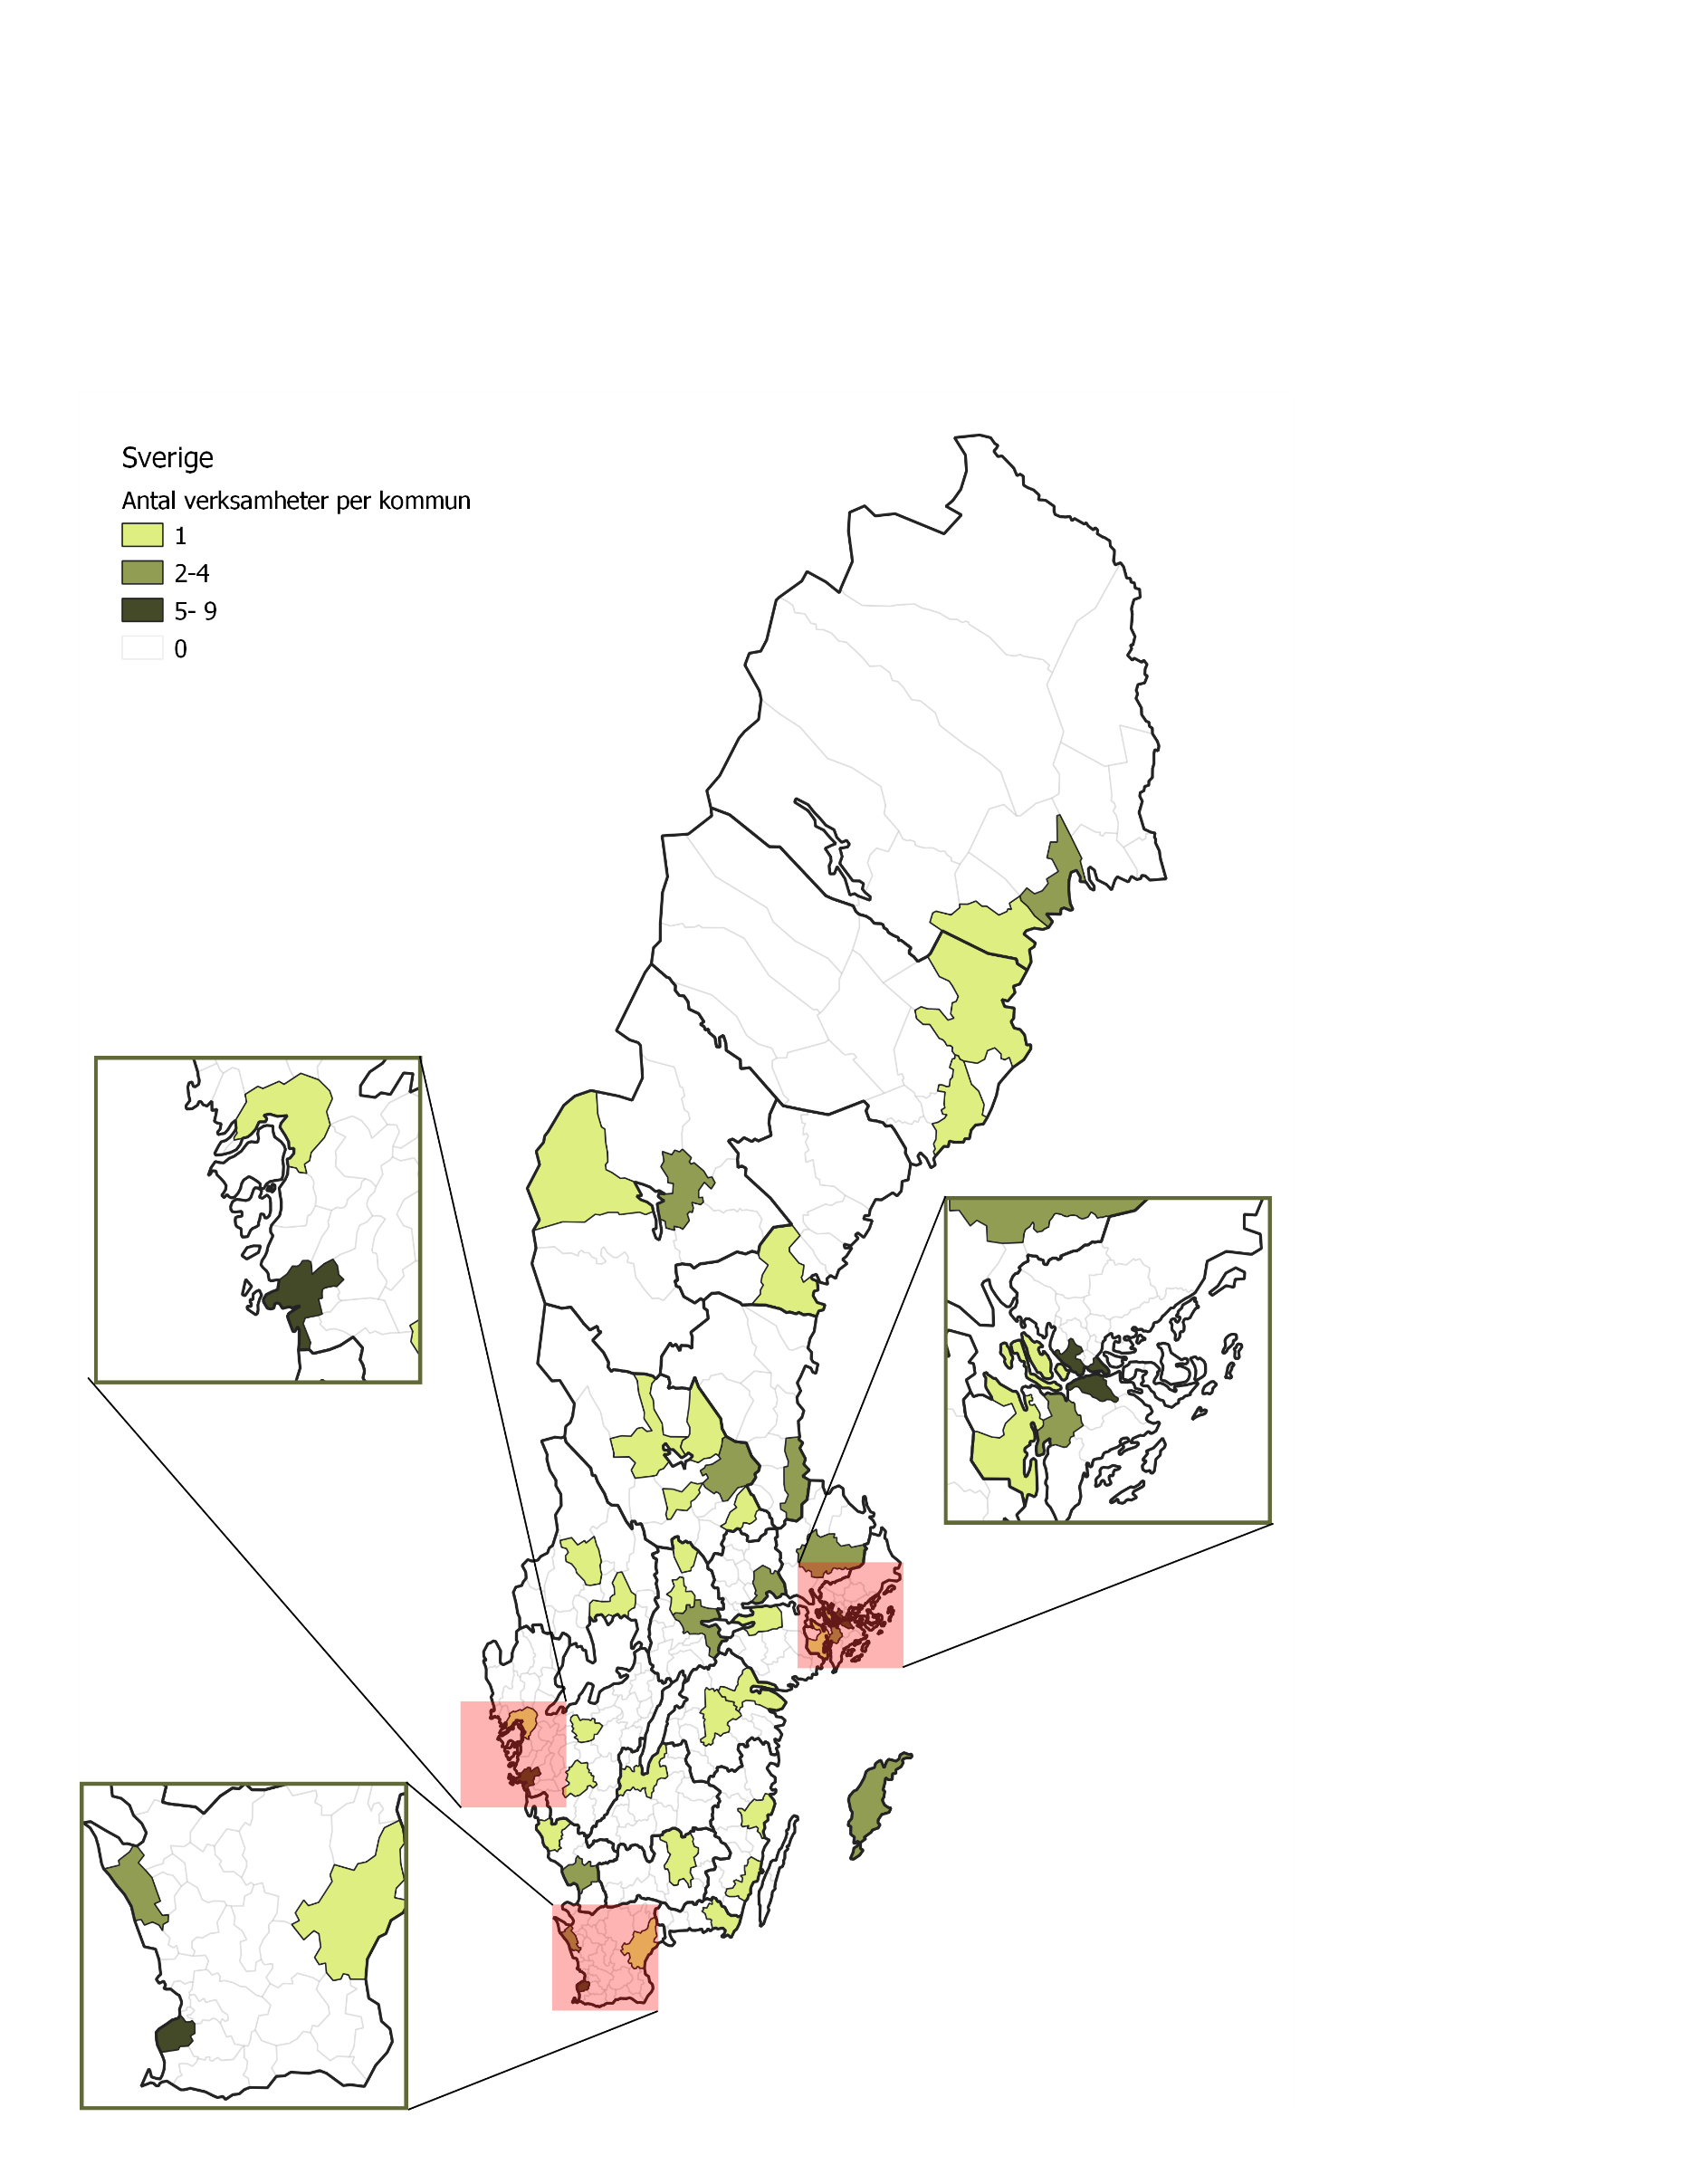 Sverige
Antal verksamheter per kommun
1
2-4
5- 9
0